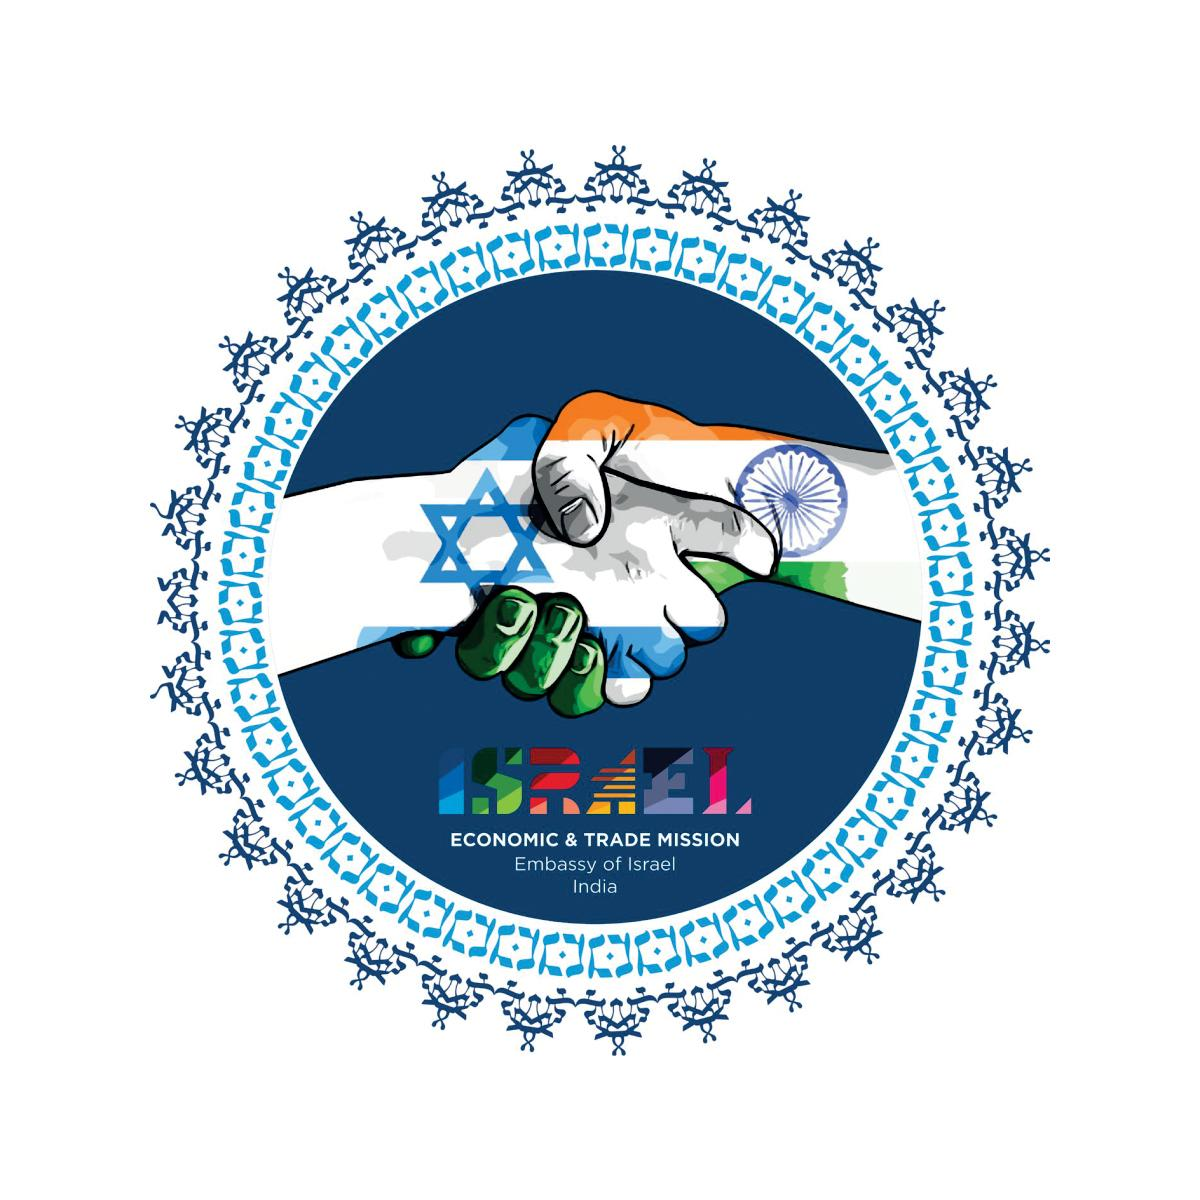 ISRAEL
ECONOMIC & TRADE MISSION
Embassy of Israel
India